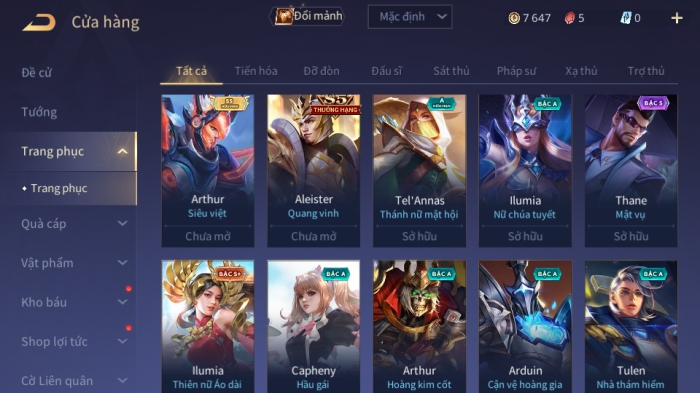 Cửa hàng
Đổi mảnh
Mặc định
7 647
5
0
Đề cử
Tướng
Trang phục
Trang phục
Quà cáp
Vật phẩm
Kho báu
Shop lợi tức
Cờ Liên quân
Tất cả
Tiến hóa
Đỡ đòn
Đấu sĩ
Sát thủ
Pháp sư
Xạ thủ
Trợ thủ
SS
Arthur
Siêu việt
Chưa mở
THƯỞNG HẠNG
Aleister
Quang vinh
Chưa mở
A
Tel'Annas
Thánh nữ mật hội
Sở hữu
BẬC A
Ilumia
Nữ chúa tuyết
Sở hữu
BẬC S
Thane
Mật vụ
Sở hữu
BẬC S+
Ilumia
Thiên nữ Áo dài
BẬC A
Capheny
Hầu gái
BẬC A
Arthur
Hoàng kim cốt
BẬC A
Arduin
Cận vệ hoàng gia
BẬC A
Tulen
Nhà thám hiểm